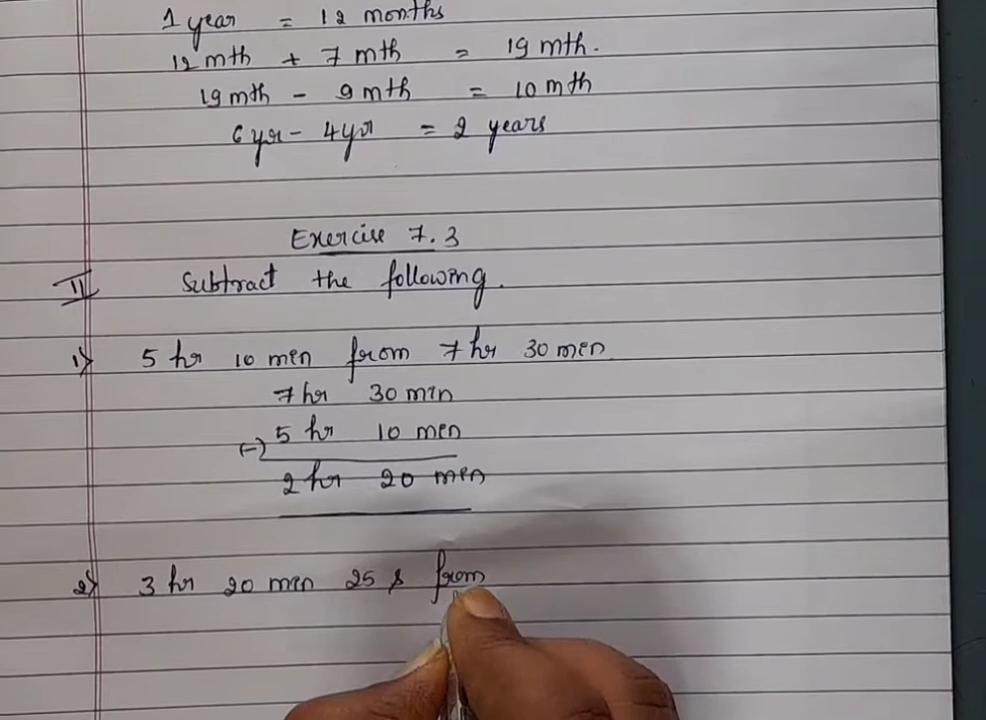 1 year = 12 months
12 mth + 7 mth = 19 mth.
19 mth - 9 mth = 10 mth
6 yr - 4 yr = 2 years
Exercise 7.3
II Subtract the following.
1) 5 hr 10 min from 7 hr 30 min
7 hr 30 min
(-) 5 hr 10 min
2 hr 20 min
2) 3 hr 20 min 25 s from